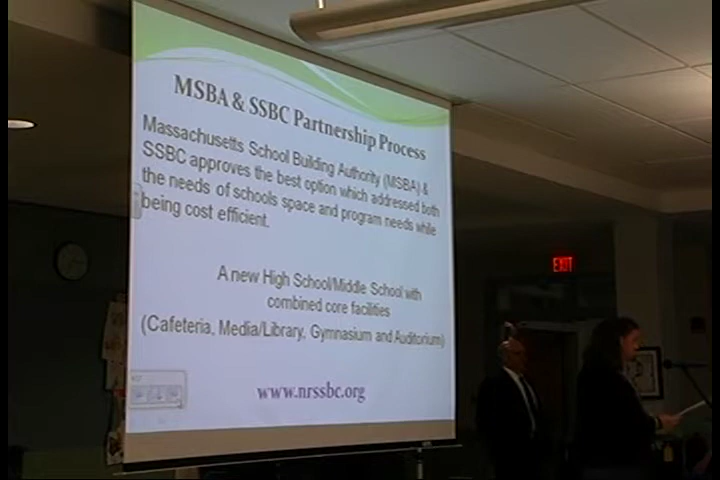 MSBA & SSBC Partnership Process
Massachusetts School Building Authority (MSBA) &
SSBC approves the best option which addressed both
the needs of schools space and program needs while
being cost efficient.
A new High School/Middle School with
combined core facilities
(Cafeteria, Media/Library, Gymnasium and Auditorium)
www.nrssbc.org
EXIT